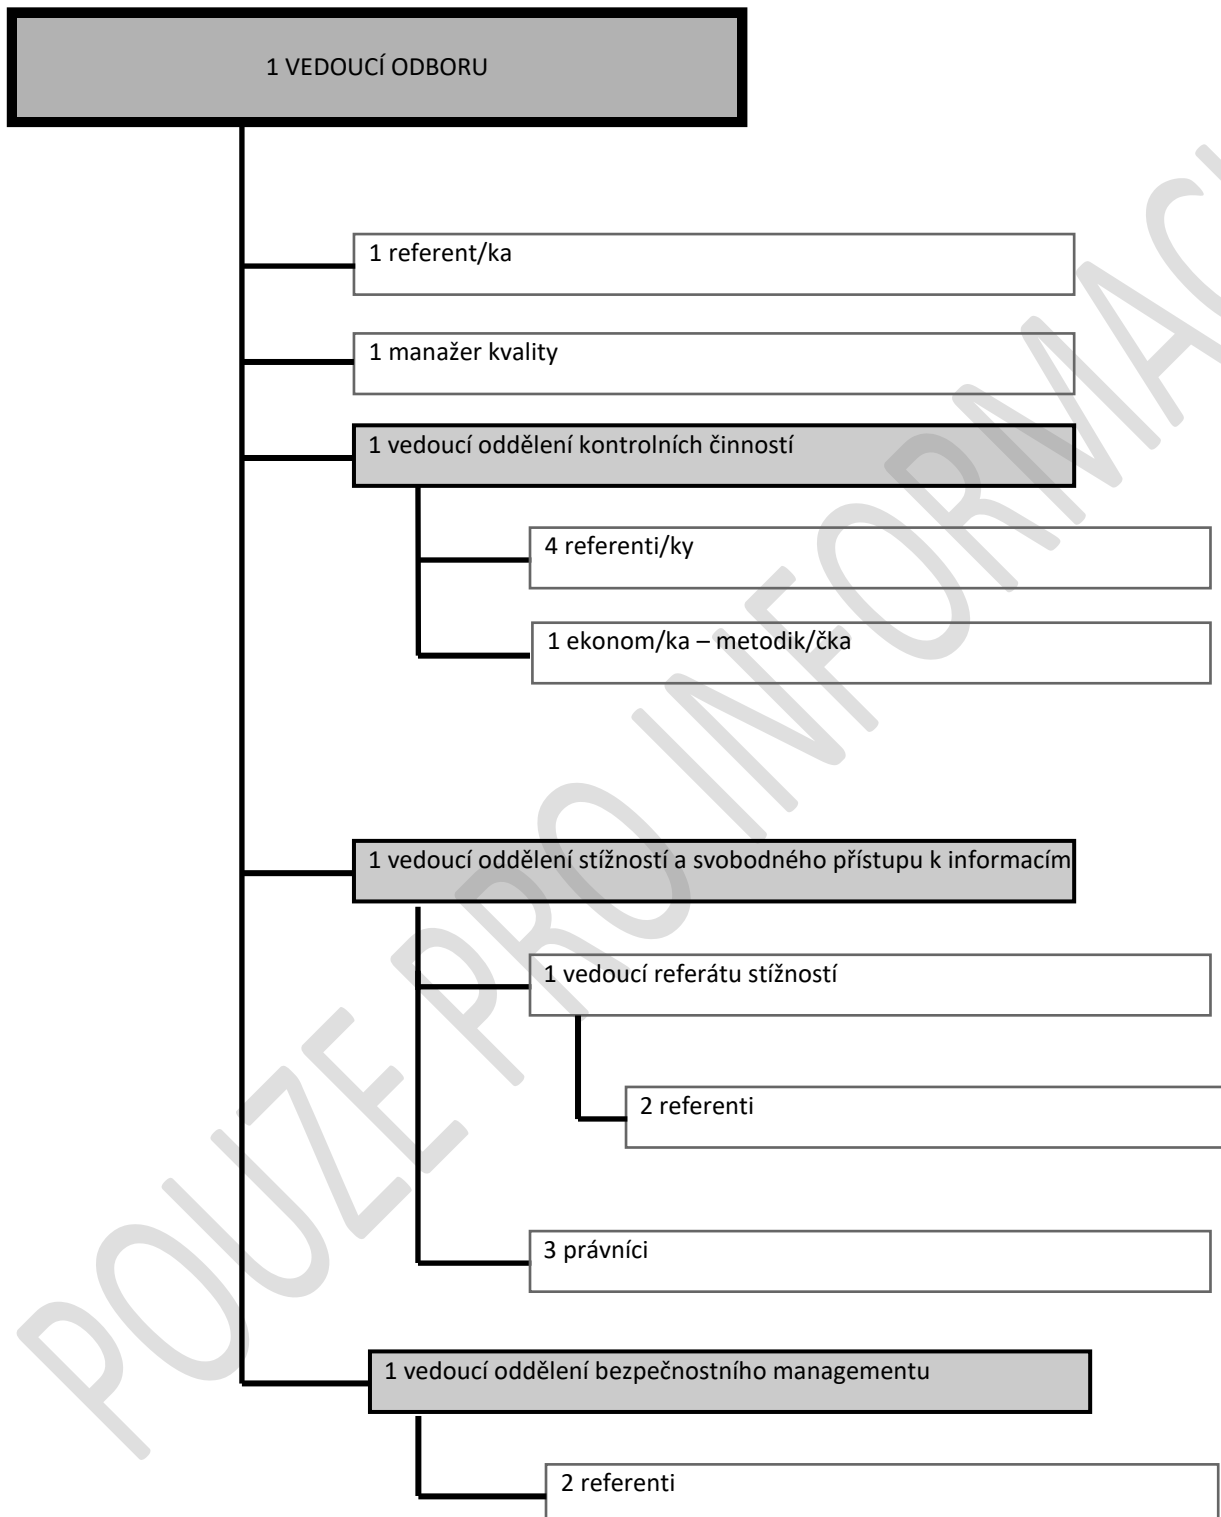 1 VEDOUCÍ ODBORU
1 referent/ka
1 manažer kvality
1 vedoucí oddělení kontrolních činností
4 referenti/ky
1 ekonom/ka – metodik/čka
1 vedoucí oddělení stížností a svobodného přístupu k informacím
1 vedoucí referátu stížností
2 referenti
3 právníci
1 vedoucí oddělení bezpečnostního managementu
2 referenti
POUZE PRO